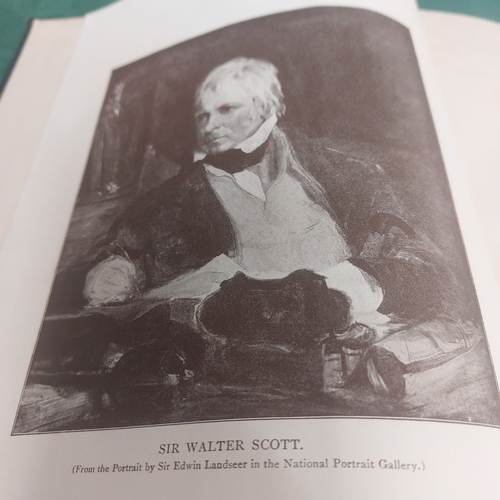 SIR WALTER SCOTT.
(From the Portrait by Sir Edwin Landseer in the National Portrait Gallery.)